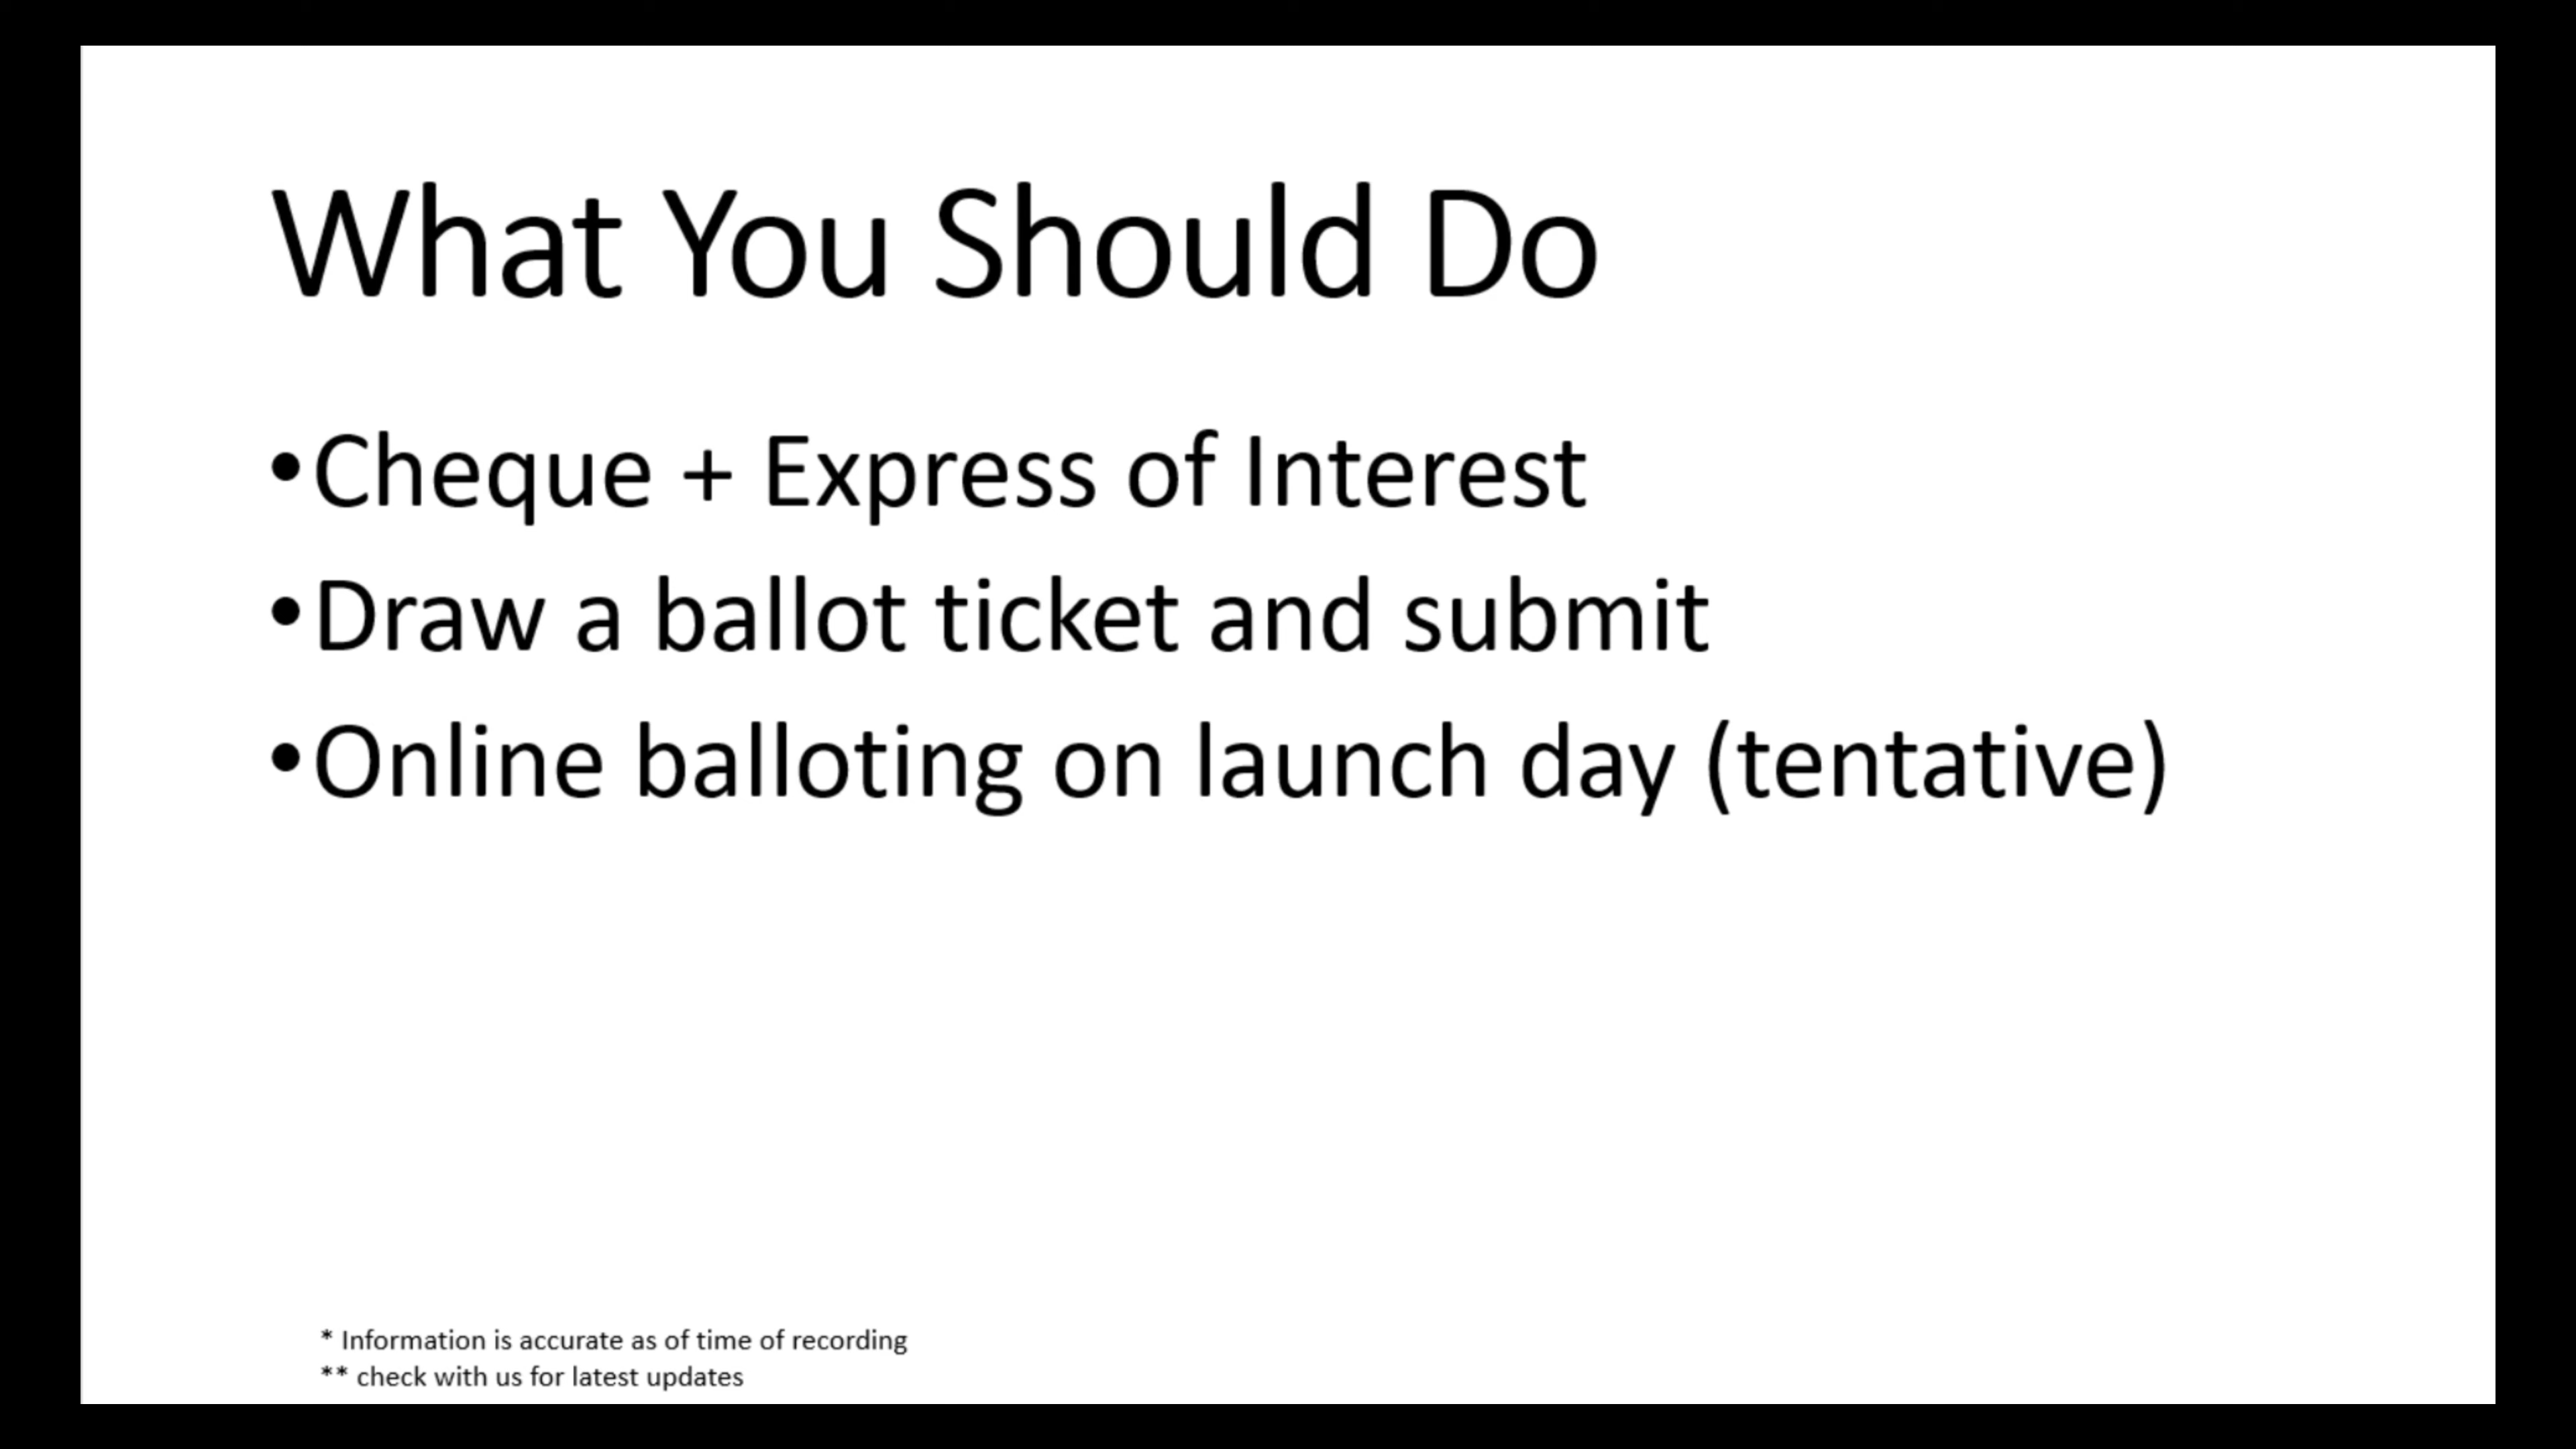 What You Should Do
•Cheque + Express of Interest
•Draw a ballot ticket and submit
•Online balloting on launch day (tentative)
* Information is accurate as of time of recording
** check with us for latest updates